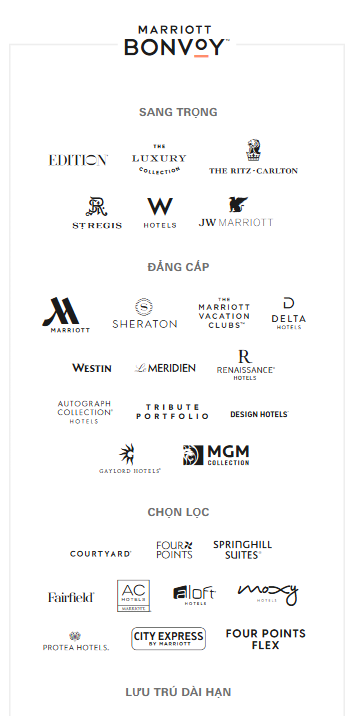 MARRIOTT
BONVOY™
SANG TRỌNG
EDITION
THE
LUXURY
COLLECTION
THE RITZ-CARLTON
ST REGIS
W
HOTELS
JW MARRIOTT
ĐẲNG CẤP
MARRIOTT
S
SHERATON
THE
MARRIOTT
VACATION
CLUBS℠
D
DELTA
HOTELS
WESTIN
Le MERIDIEN
R
RENAISSANCE®
HOTELS
AUTOGRAPH
COLLECTION®
HOTELS
TRIBUTE
PORTFOLIO
DESIGN HOTELS™
GAYLORD HOTELS®
MGM
COLLECTION
CHỌN LỌC
COURTYARD®
FOUR
POINTS
SPRINGHILL
SUITES®
Fairfield®
AC
HOTELS
MARRIOTT
aloft®
HOTELS
moxy
HOTELS
PROTEA HOTELS.
CITY EXPRESS
BY MARRIOTT
FOUR POINTS
FLEX
LƯU TRÚ DÀI HẠN